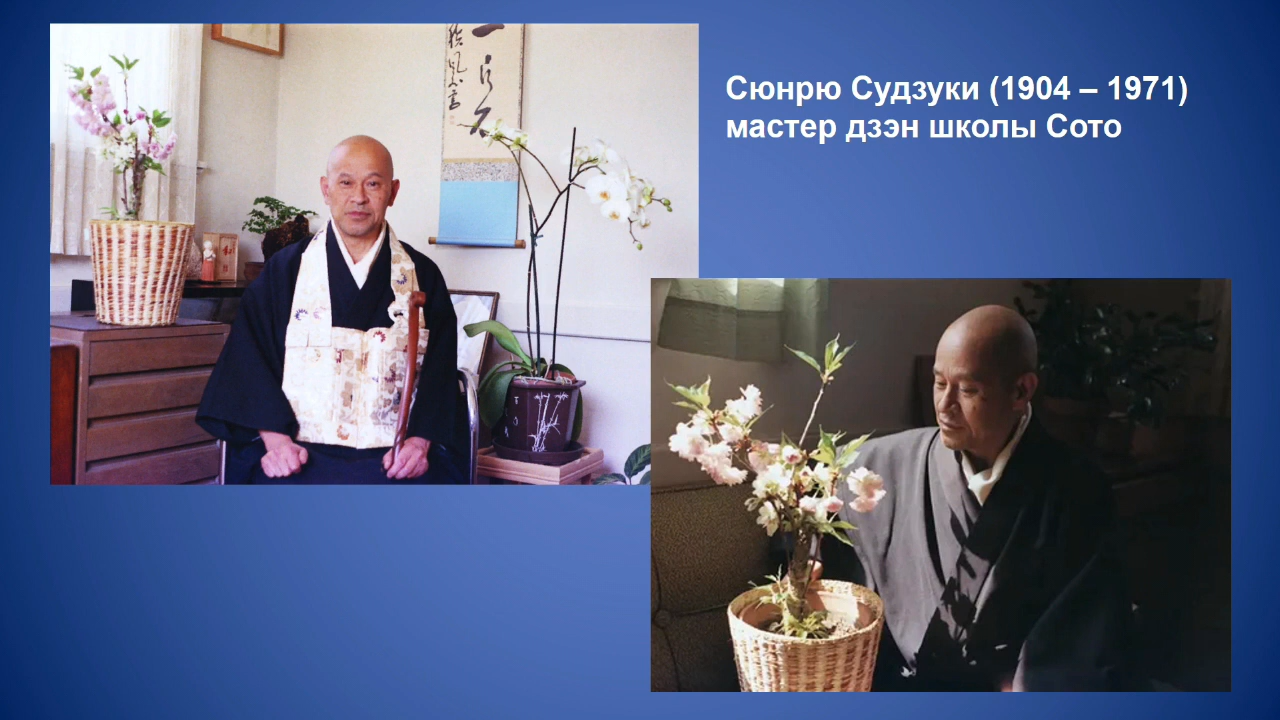 Сюнрю Судзуки (1904 – 1971)
мастер дзэн школы Сото